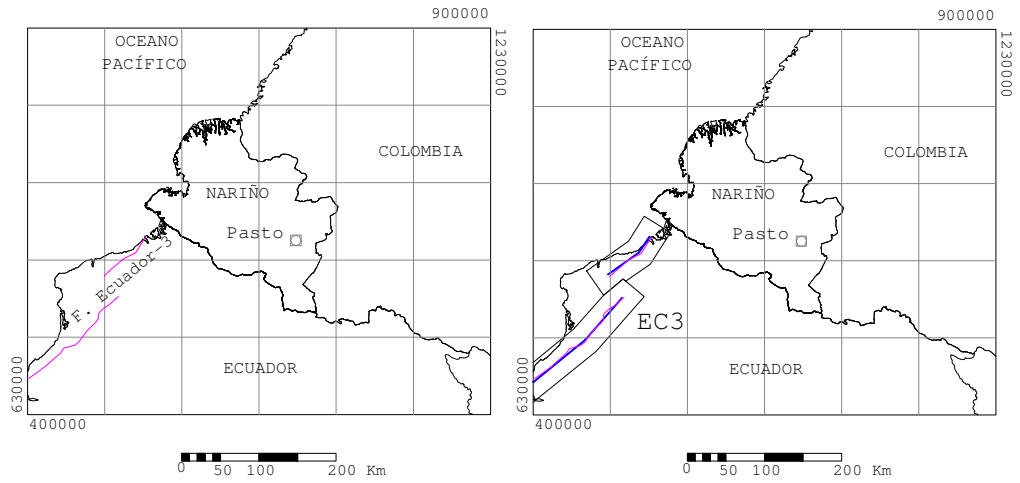 900000
1230000
OCEANO
PACÍFICO
COLOMBIA
NARIÑO
Pasto
F. Ecuador-3
ECUADOR
630000
400000
0 50 100 200 Km
900000
1230000
OCEANO
PACÍFICO
COLOMBIA
NARIÑO
Pasto
EC3
ECUADOR
630000
400000
0 50 100 200 Km